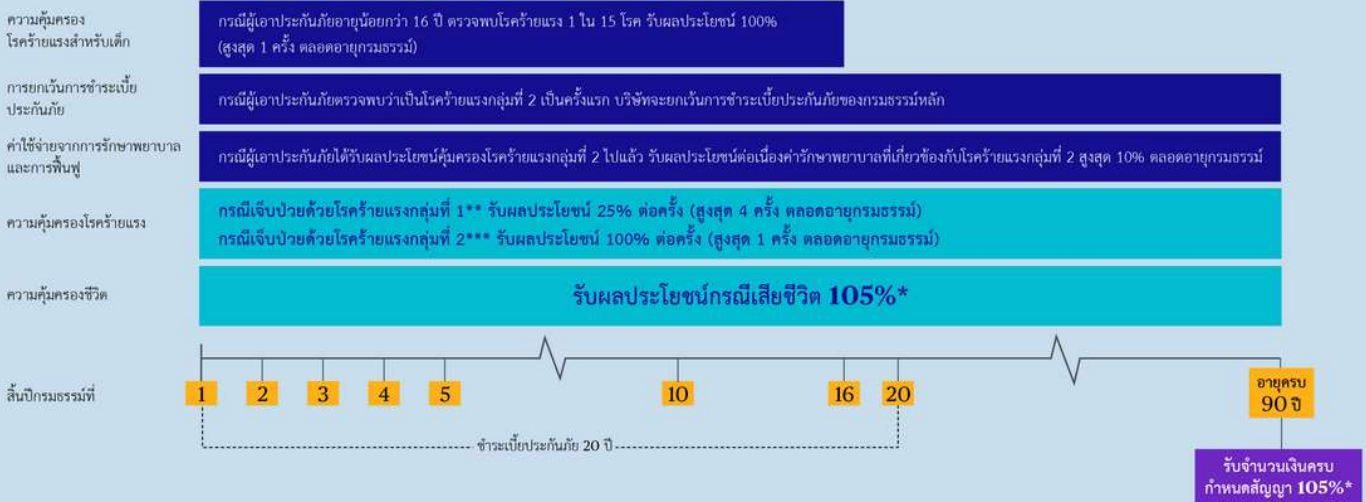 ความคุ้มครอง
โรคร้ายแรงสำหรับเด็ก
กรณีผู้เอาประกันภัยอายุน้อยกว่า 16 ปี ตรวจพบโรคร้ายแรง 1 ใน 15 โรค รับผลประโยชน์ 100%
(สูงสุด 1 ครั้ง ตลอดอายุกรมธรรม์)
การยกเว้นการชำระเบี้ย
ประกันภัย
กรณีผู้เอาประกันภัยตรวจพบว่าเป็นโรคร้ายแรงกลุ่มที่ 2 เป็นครั้งแรก บริษัทจะยกเว้นการชำระเบี้ยประกันภัยของกรมธรรม์หลัก
ค่าใช้จ่ายจากการรักษาพยาบาล
และการฟื้นฟู
กรณีผู้เอาประกันภัยได้รับผลประโยชน์คุ้มครองโรคร้ายแรงกลุ่มที่ 2 ไปแล้ว รับผลประโยชน์ต่อเนื่องค่ารักษาพยาบาลที่เกี่ยวข้องกับโรคร้ายแรงกลุ่มที่ 2 สูงสุด 10% ตลอดอายุกรมธรรม์
ความคุ้มครองโรคร้ายแรง
กรณีเจ็บป่วยด้วยโรคร้ายแรงกลุ่มที่ 1** รับผลประโยชน์ 25% ต่อครั้ง (สูงสุด 4 ครั้ง ตลอดอายุกรมธรรม์)
กรณีเจ็บป่วยด้วยโรคร้ายแรงกลุ่มที่ 2*** รับผลประโยชน์ 100% ต่อครั้ง (สูงสุด 1 ครั้ง ตลอดอายุกรมธรรม์)
ความคุ้มครองชีวิต
รับผลประโยชน์กรณีเสียชีวิต 105%*
สิ้นปีกรมธรรม์ที่
1 2 3 4 5 10 16 20
อายุครบ
90 ปี
ชำระเบี้ยประกันภัย 20 ปี
รับจำนวนเงินครบ
กำหนดสัญญา 105%*